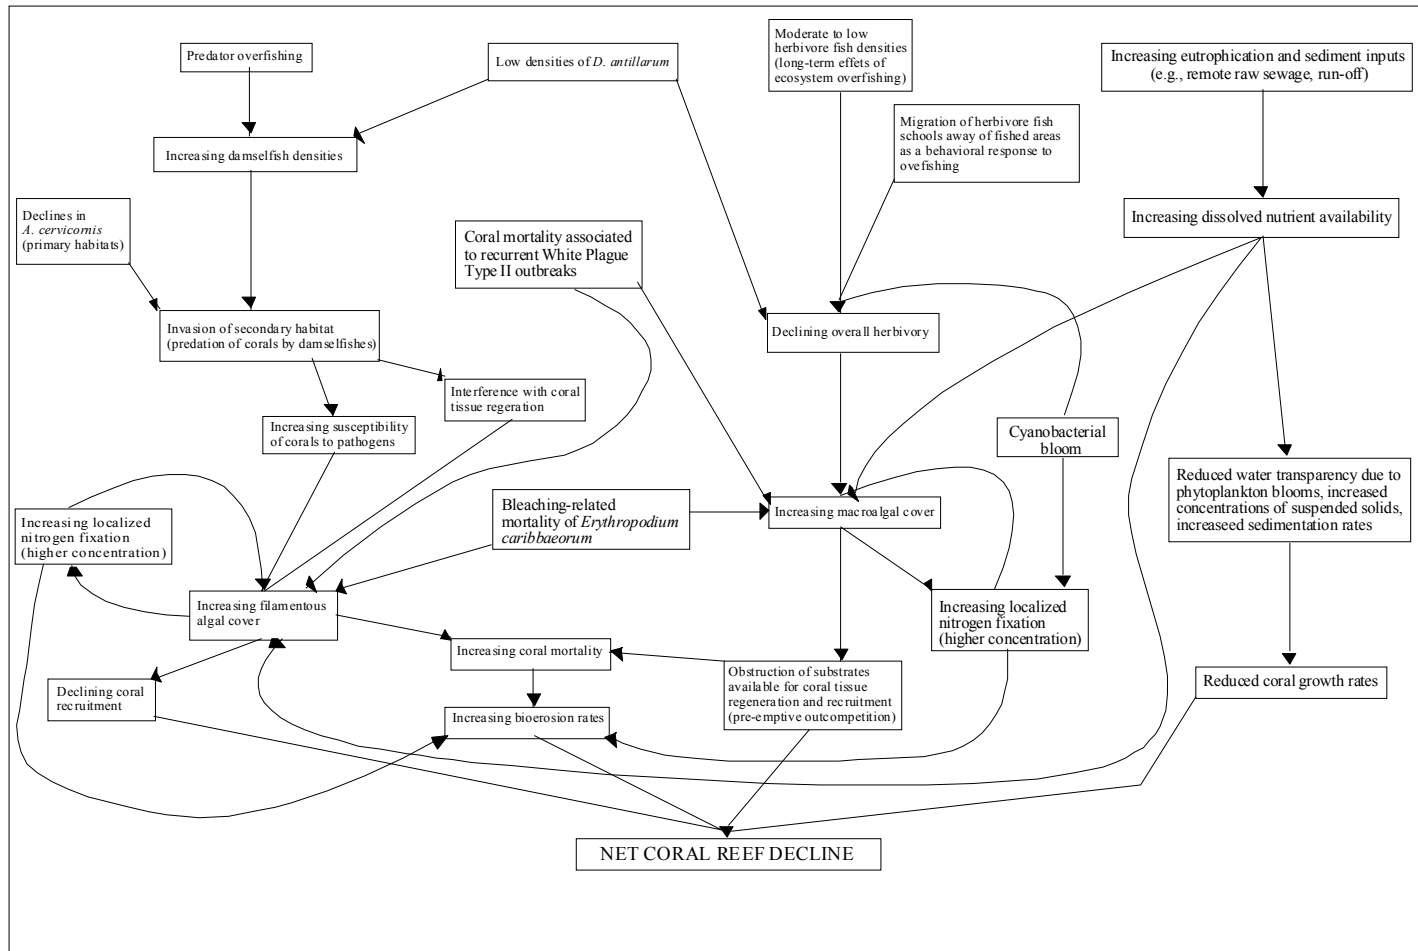 Predator overfishing
Low densities of D. antillarum
Moderate to low
herbivore fish densities
(long-term effects of
ecosystem overfishing)
Increasing eutrophication and sediment inputs
(e.g., remote raw sewage, run-off)
Increasing damselfish densities
Migration of herbivore fish
schools away of fished areas
as a behavioral response to
ovefishing
Declines in
A. cervicornis
(primary habitats)
Coral mortality associated
to recurrent White Plague
Type II outbreaks
Increasing dissolved nutrient availability
Invasion of secondary habitat
(predation of corals by damselfishes)
Declining overall herbivory
Interference with coral
tissue regeration
Increasing susceptibility
of corals to pathogens
Cyanobacterial
bloom
Reduced water transparency due to
phytoplankton blooms, increased
concentrations of suspended solids,
increaseed sedimentation rates
Increasing localized
nitrogen fixation
(higher concentration)
Bleaching-related
mortality of Erythropodium
caribbaeorum
Increasing macroalgal cover
Increasing filamentous
algal cover
Increasing localized
nitrogen fixation
(higher concentration)
Increasing coral mortality
Declining coral
recruitment
Obstruction of substrates
available for coral tissue
regeneration and recruitment
(pre-emptive outcompetition)
Reduced coral growth rates
Increasing bioerosion rates
NET CORAL REEF DECLINE